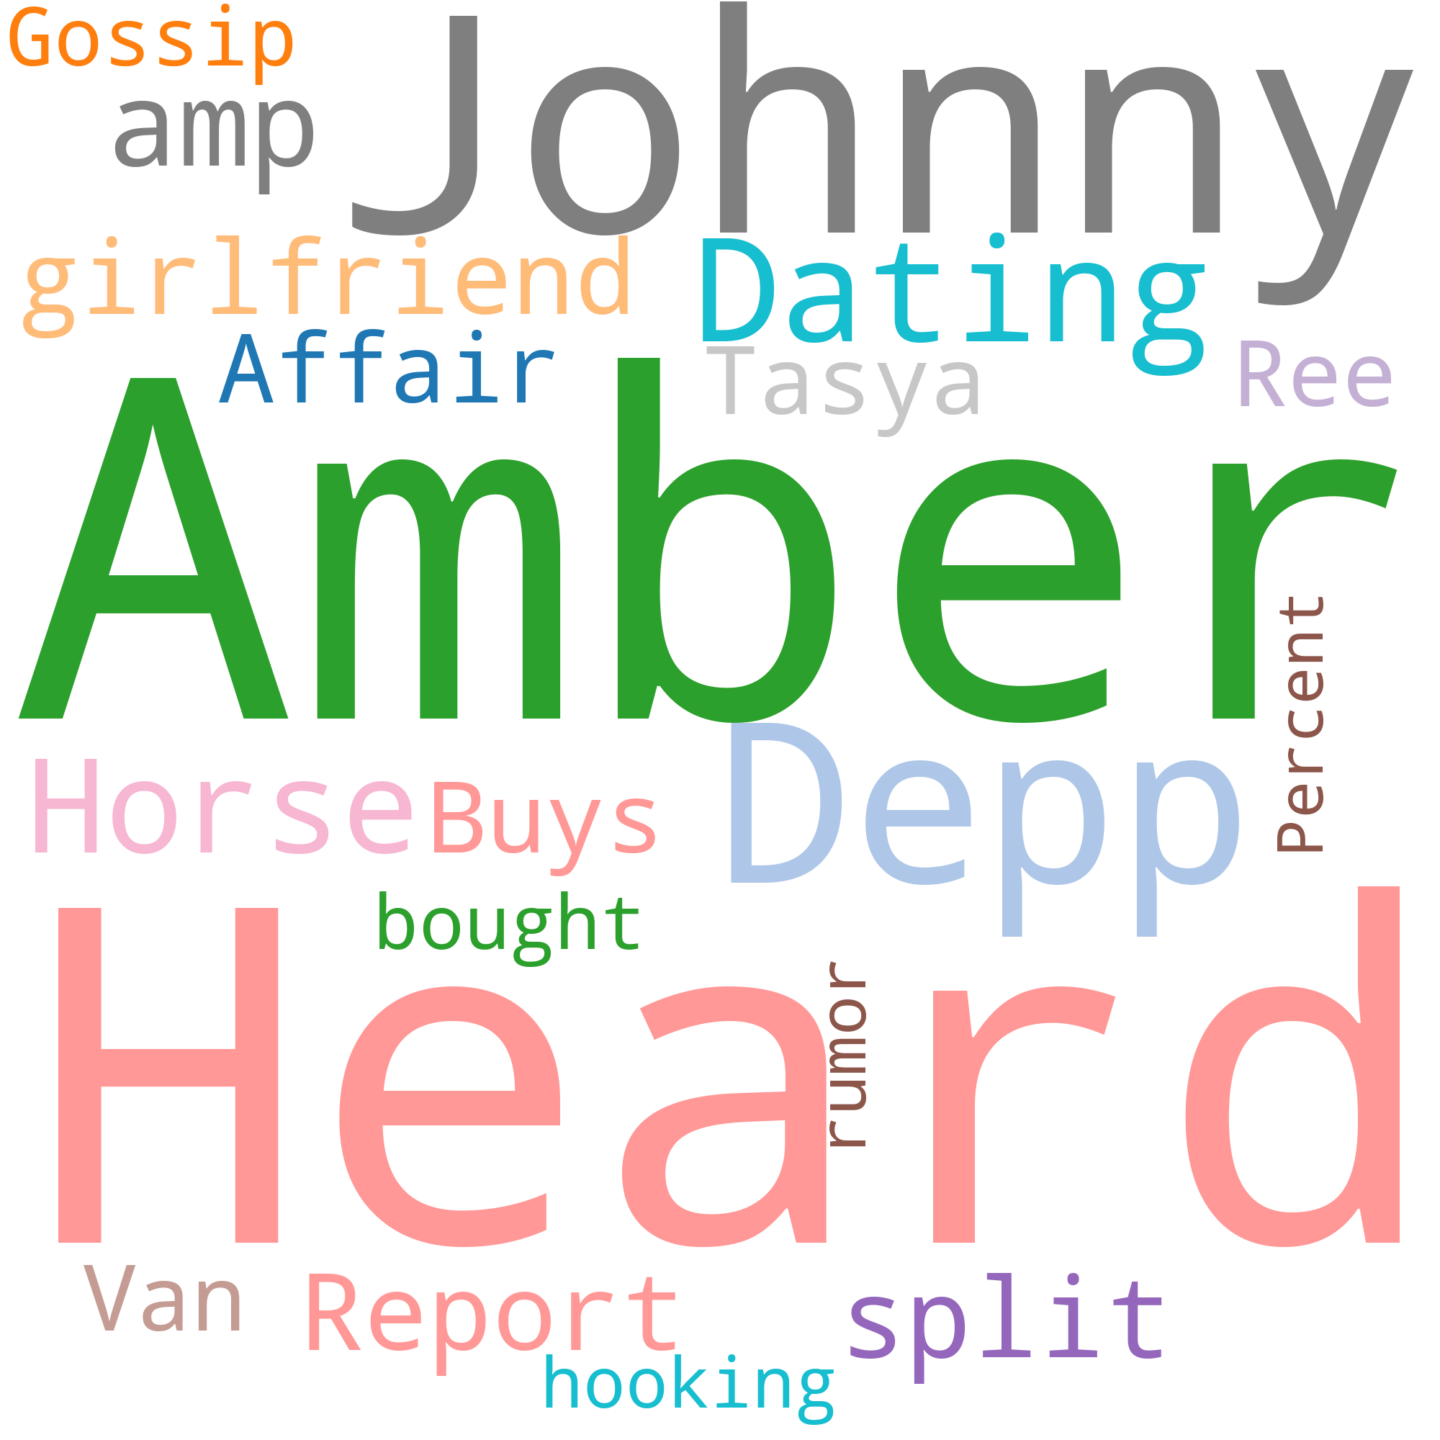 Gossip
Johnny
amp
girlfriend
Dating
Affair
Tasya
Ree
Amber
Percent
Horse
Buys
Depp
bought
Heard
rumor
Van
Report
split
hooking